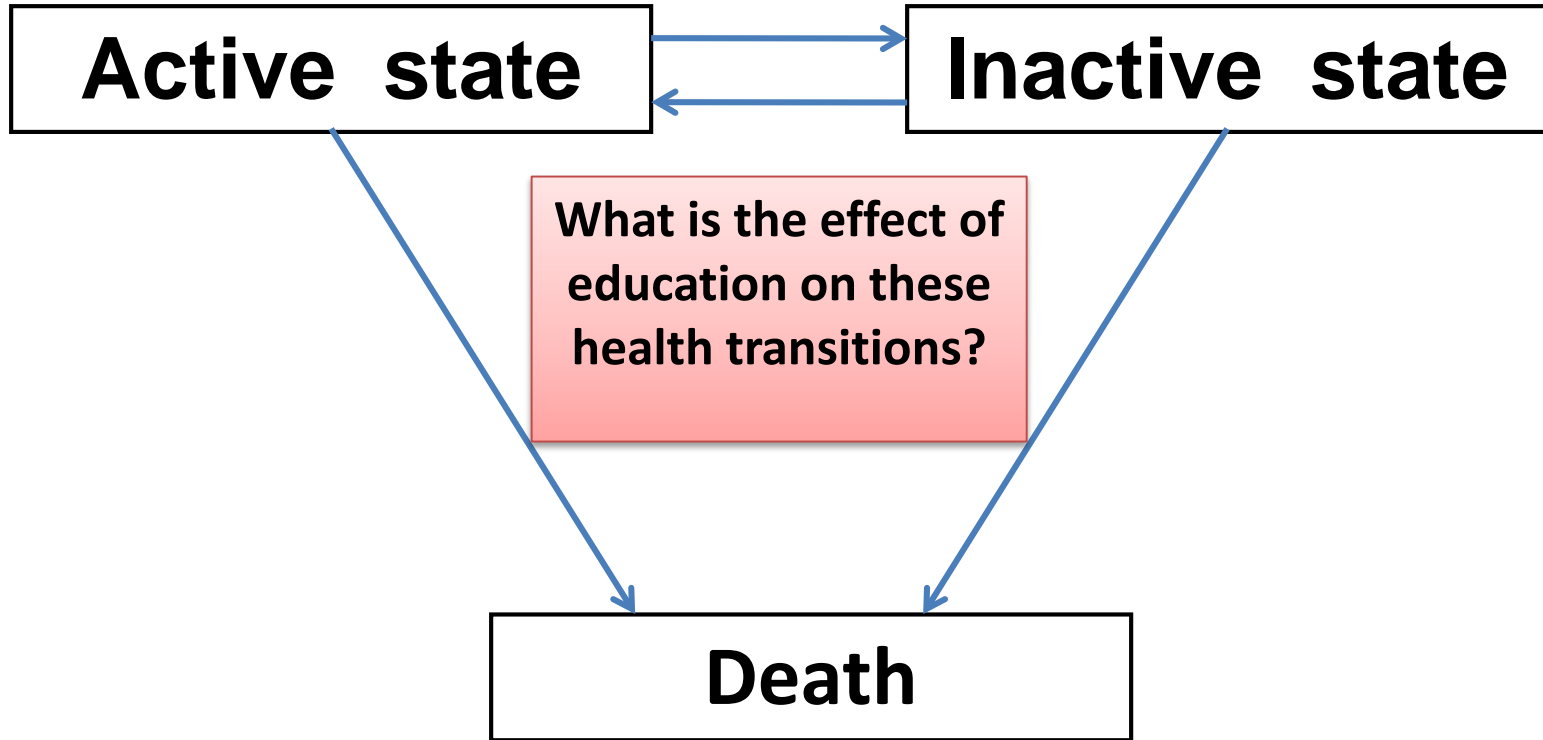 Active state
Inactive state
What is the effect of
education on these
health transitions?
Death